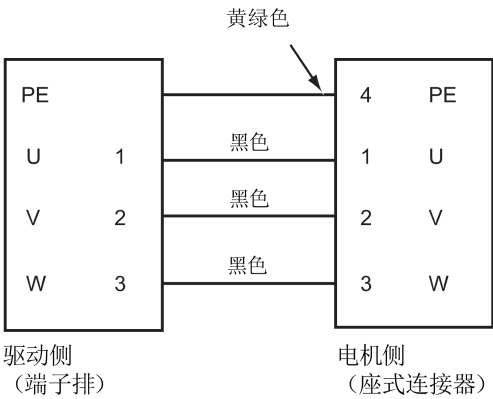 黄绿色
PE 4 PE
黑色
U 1 1 U
黑色
V 2 2 V
黑色
W 3 3 W
驱动侧 电机侧
（端子排） （座式连接器）